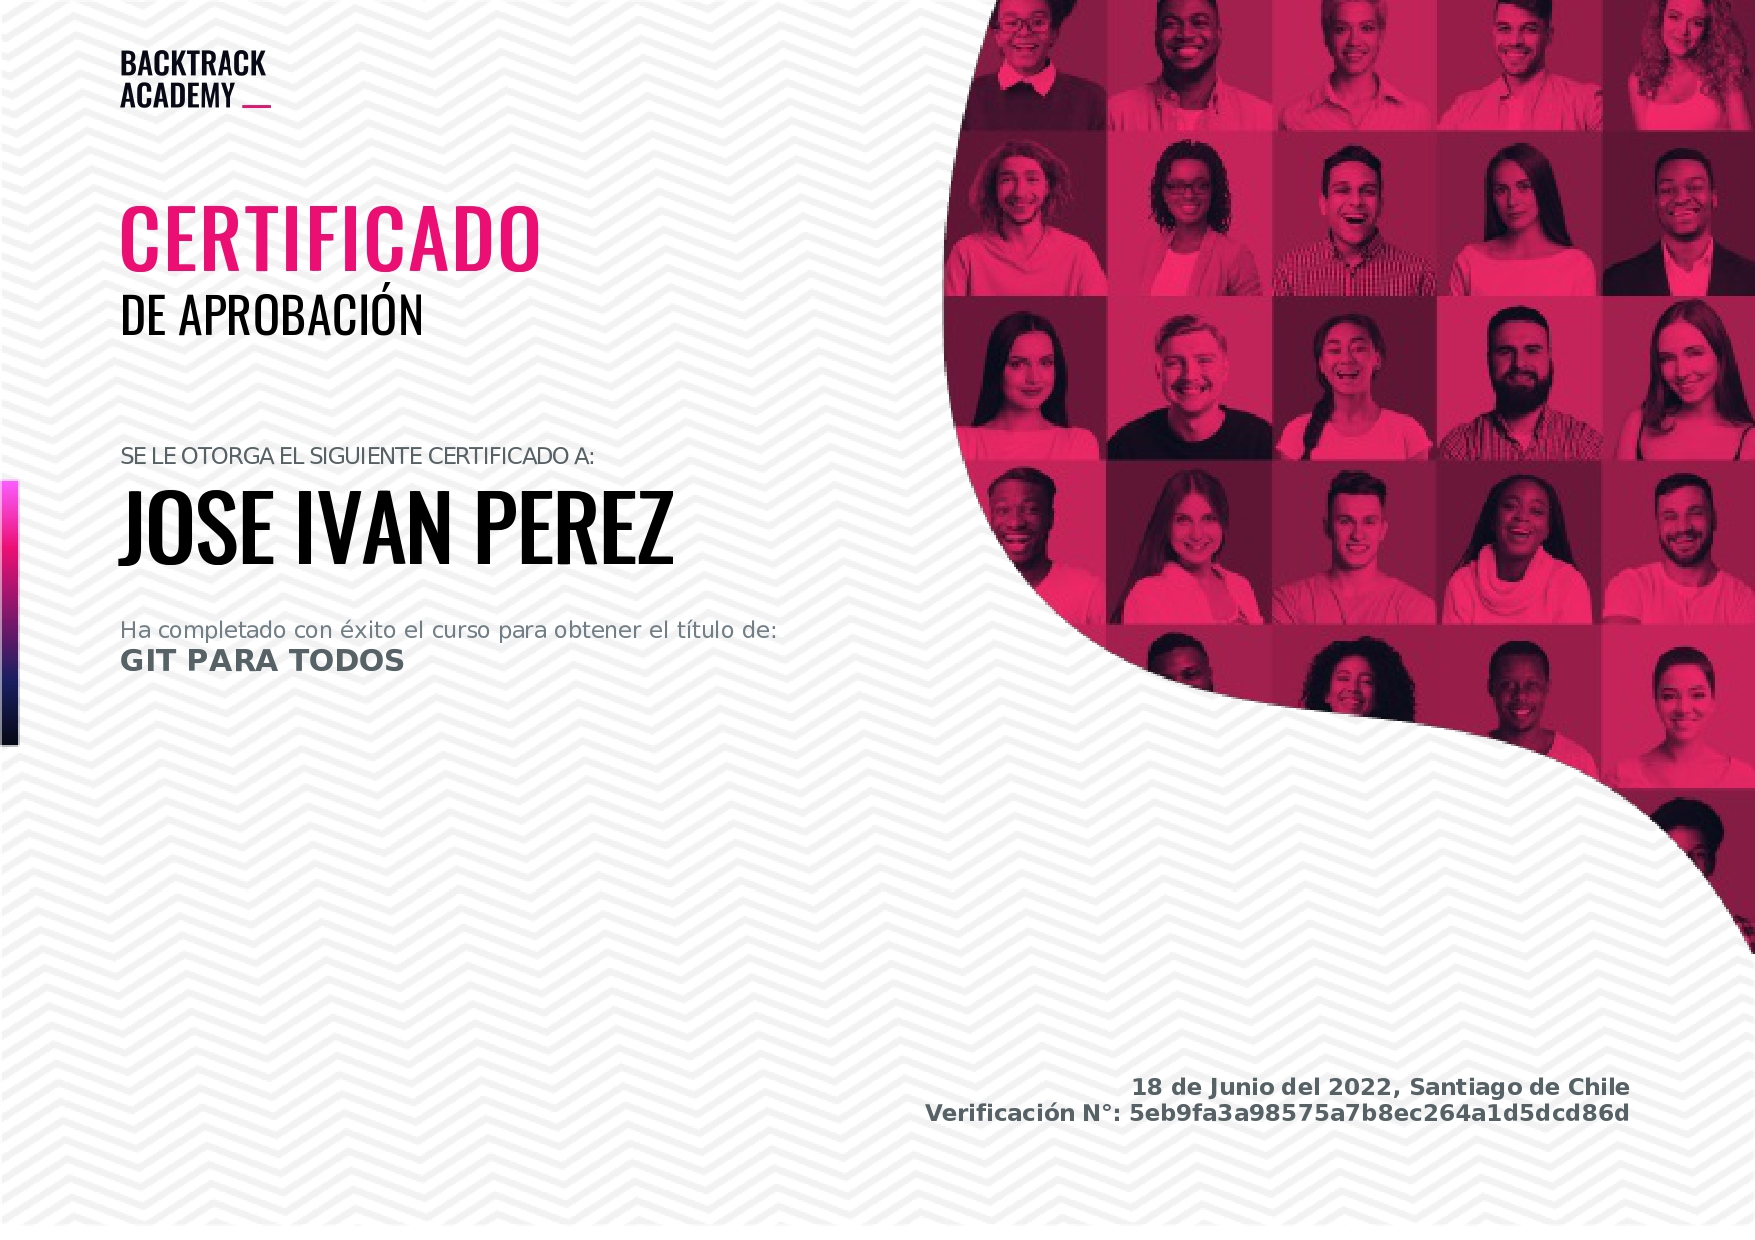 BACKTRACK
ACADEMY
CERTIFICADO
DE APROBACIÓN
SE LE OTORGA EL SIGUIENTE CERTIFICADO A:
JOSE IVAN PEREZ
Ha completado con éxito el curso para obtener el título de:
GIT PARA TODOS
18 de Junio del 2022, Santiago de Chile
Verificación N°: 5eb9fa3a98575a7b8ec264a1d5dcd86d